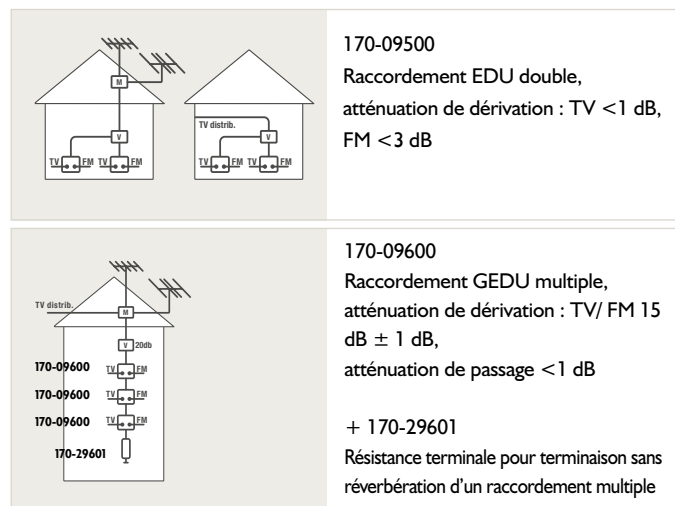 170-09500
Raccordement EDU double,
atténuation de dérivation : TV <1 dB,
FM <3 dB
M
V
TV FM TV FM
TV distrib.
V
TV FM TV FM
170-09600
Raccordement GEDU multiple,
atténuation de dérivation : TV/ FM 15
dB ± 1 dB,
atténuation de passage <1 dB
+ 170-29601
Résistance terminale pour terminaison sans
réverbération d’un raccordement multiple
TV distrib.
M
V 20db
170-09600 TV FM
170-09600 TV FM
170-09600 TV FM
170-29601